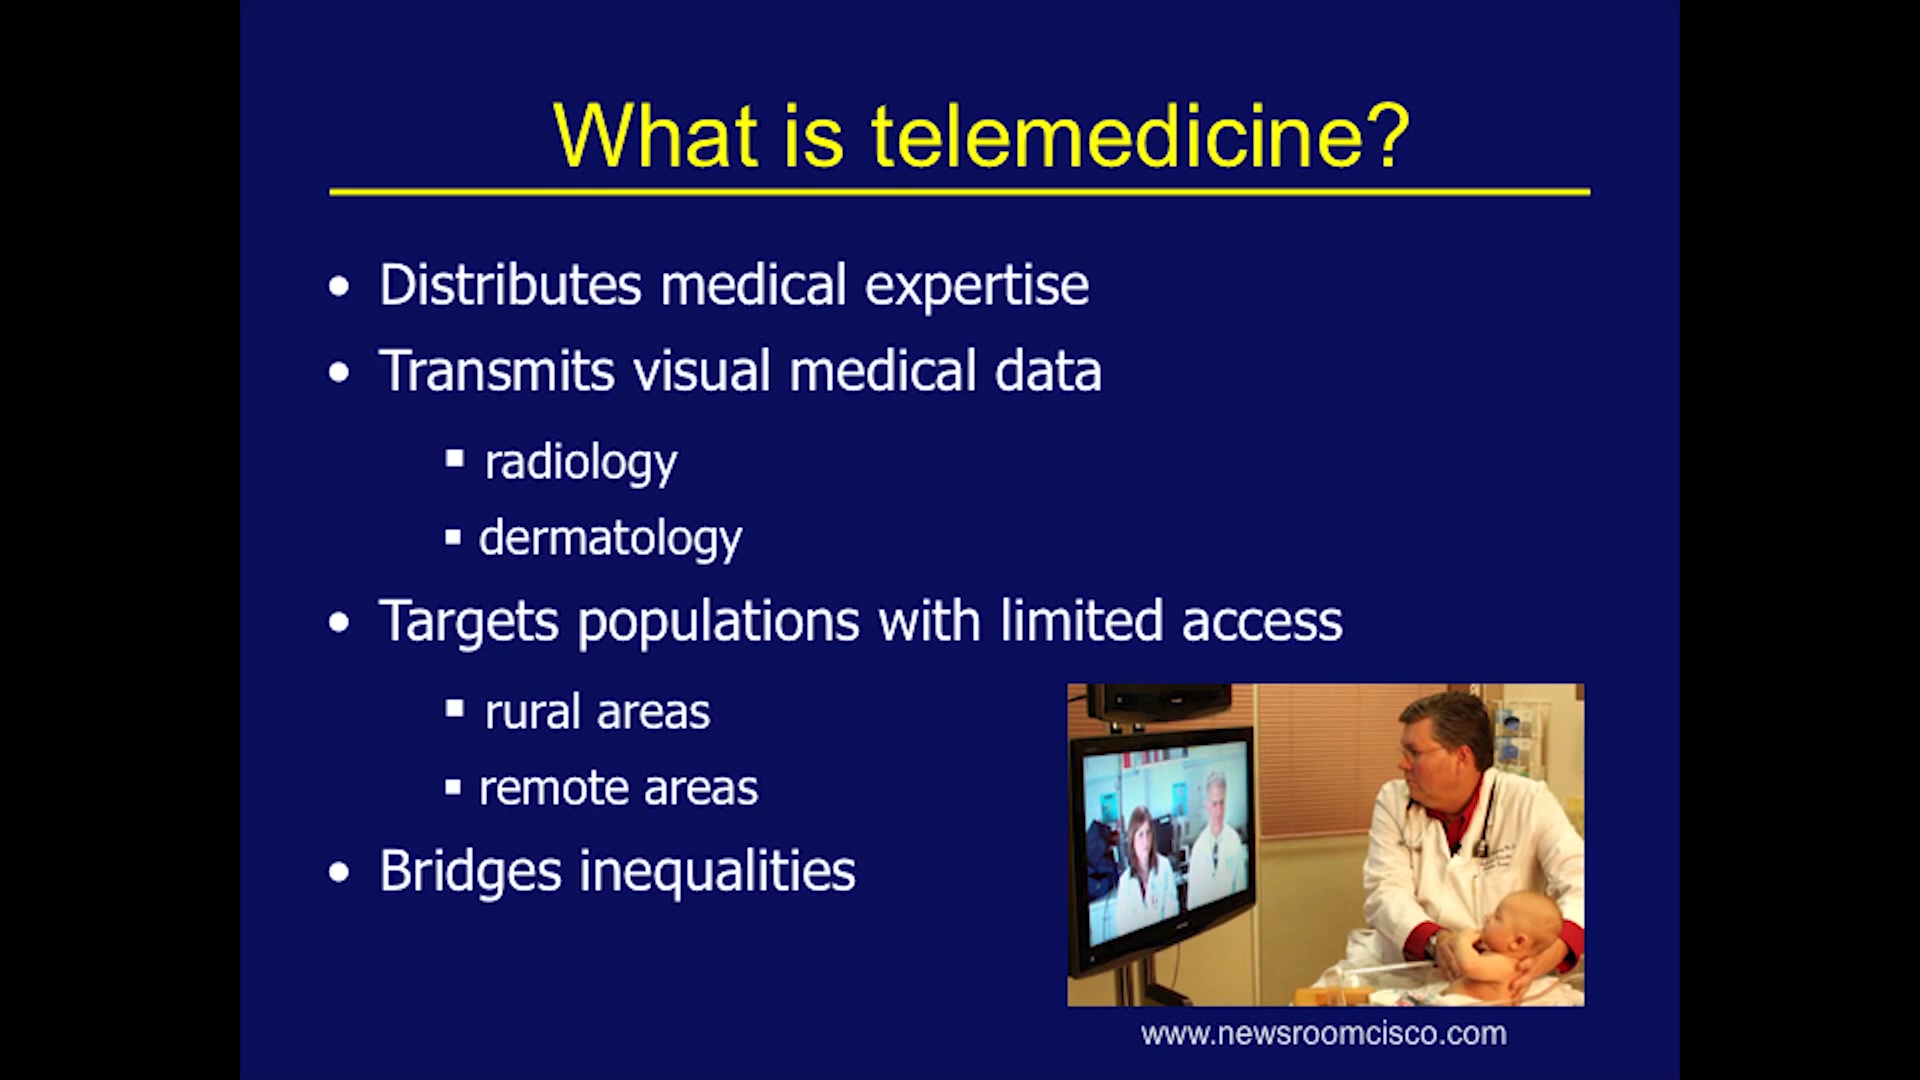 What is telemedicine?
• Distributes medical expertise
• Transmits visual medical data
▪ radiology
▪ dermatology
• Targets populations with limited access
▪ rural areas
▪ remote areas
• Bridges inequalities
www.newsroomcisco.com